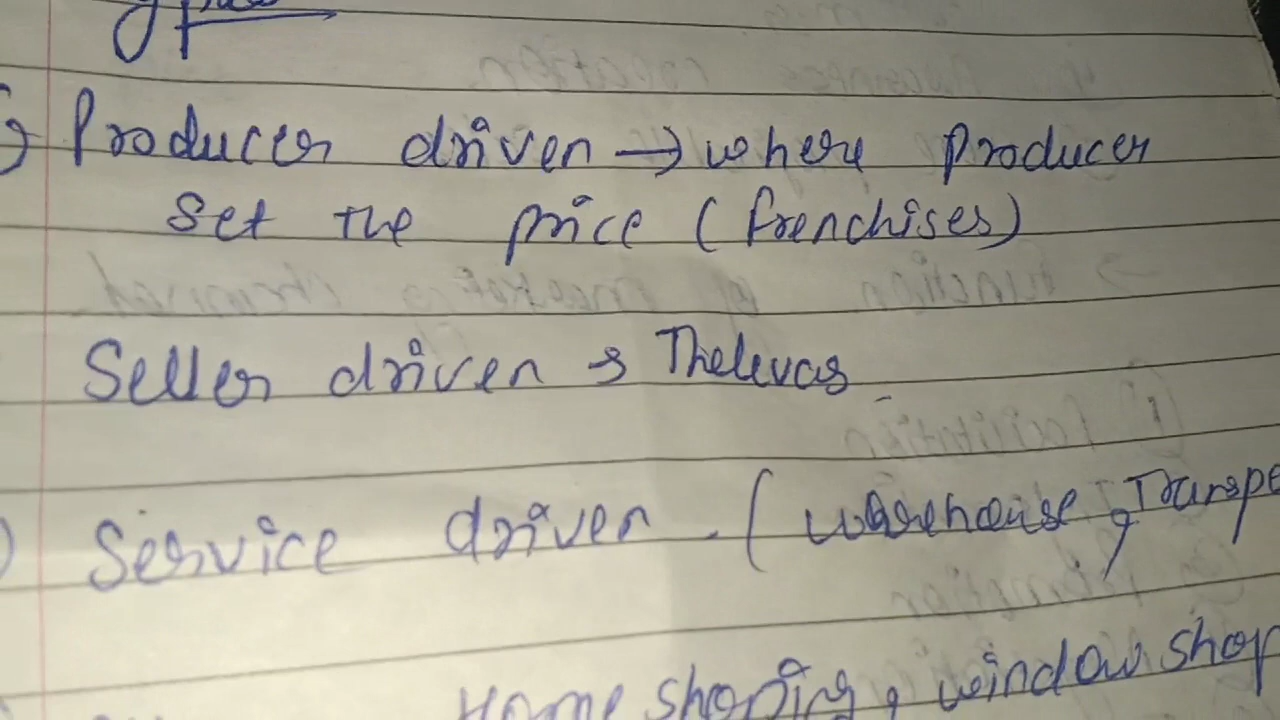 Producer driven → where producer
set the price (frenchises)
Seller driven → Thelevas
Service driven . (warehouse, Transpo
Home shoping, window shop